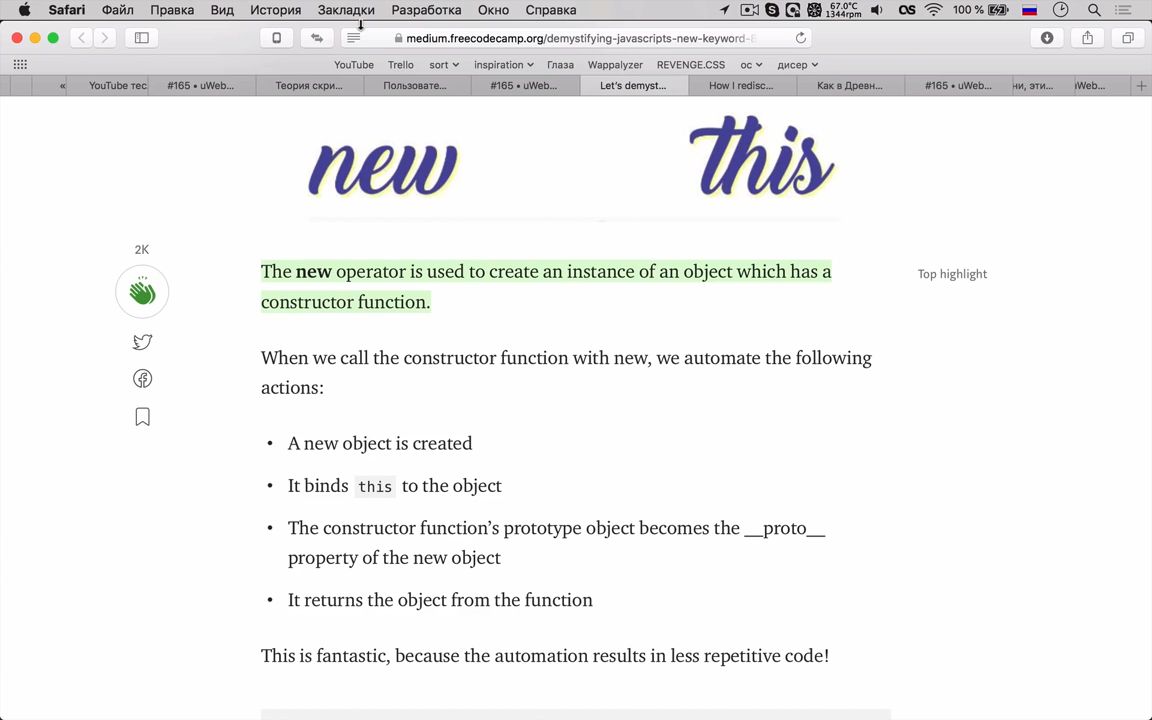 Safari Файл Правка Вид История Закладки Разработка Окно Справка 67.0°C 1344rpm 100 %
medium.freecodecamp.org/demystifying-javascripts-new-keyword-
YouTube Trello sort inspiration Глаза Wappalyzer REVENGE.CSS ос дисер
« YouTube тес #165 • uWeb... Теория скри... Пользовате... #165 • uWeb... Let's demyst... How I redisc... Как в Древн... #165 • uWeb... ни, эти... Web...
new this
2K
The new operator is used to create an instance of an object which has a
constructor function.
Top highlight
When we call the constructor function with new, we automate the following
actions:
• A new object is created
• It binds this to the object
• The constructor function’s prototype object becomes the __proto__
property of the new object
• It returns the object from the function
This is fantastic, because the automation results in less repetitive code!